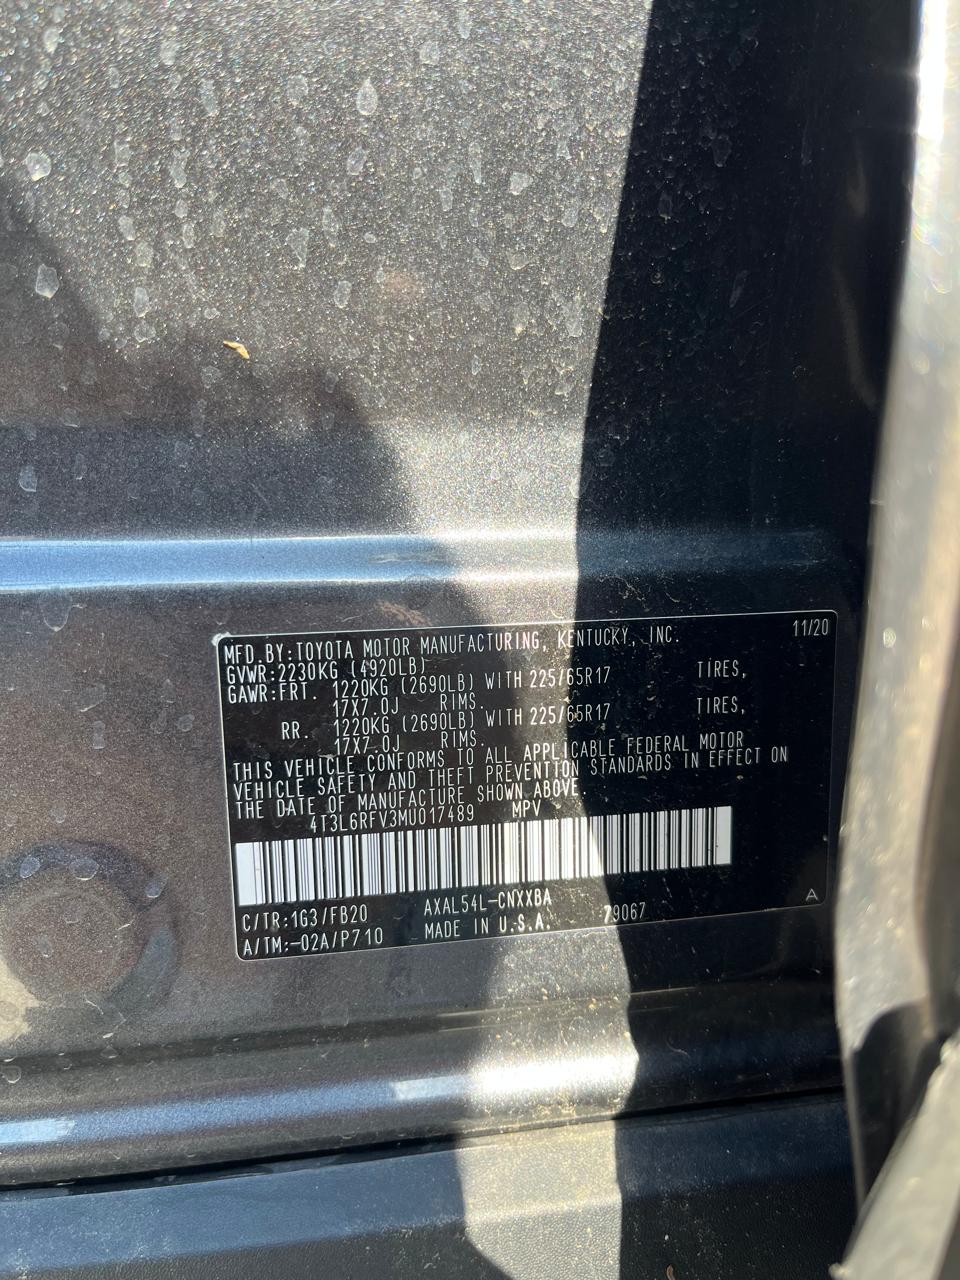 MFD.BY:TOYOTA MOTOR MANUFACTURING, KENTUCKY, INC. 11/20
GVWR:2230KG (4920LB)
GAWR:FRT. 1220KG (2690LB) WITH 225/65R17 TIRES,
17X7.0J RIMS.
RR. 1220KG (2690LB) WITH 225/65R17 TIRES,
17X7.0J RIMS.
THIS VEHICLE CONFORMS TO ALL APPLICABLE FEDERAL MOTOR
VEHICLE SAFETY AND THEFT PREVENTION STANDARDS IN EFFECT ON
THE DATE OF MANUFACTURE SHOWN ABOVE.
4T3L6RFV3MU017489 MPV
C/TR:1G3/FB20 AXAL54L-CNXXBA 79067 A
A/TM:-02A/P710 MADE IN U.S.A.